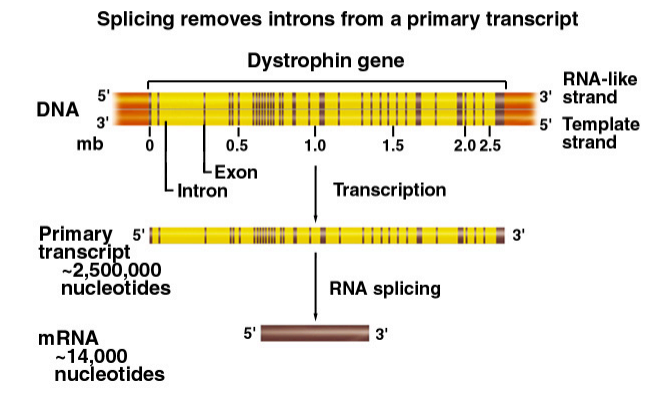 Splicing removes introns from a primary transcript
Dystrophin gene
RNA-like
strand
DNA
5'
3'
3'
5'
Template
strand
mb
0
0.5
1.0
1.5
2.0
2.5
Exon
Intron
Transcription
Primary
transcript
~2,500,000
nucleotides
5'
3'
RNA splicing
mRNA
~14,000
nucleotides
5'
3'